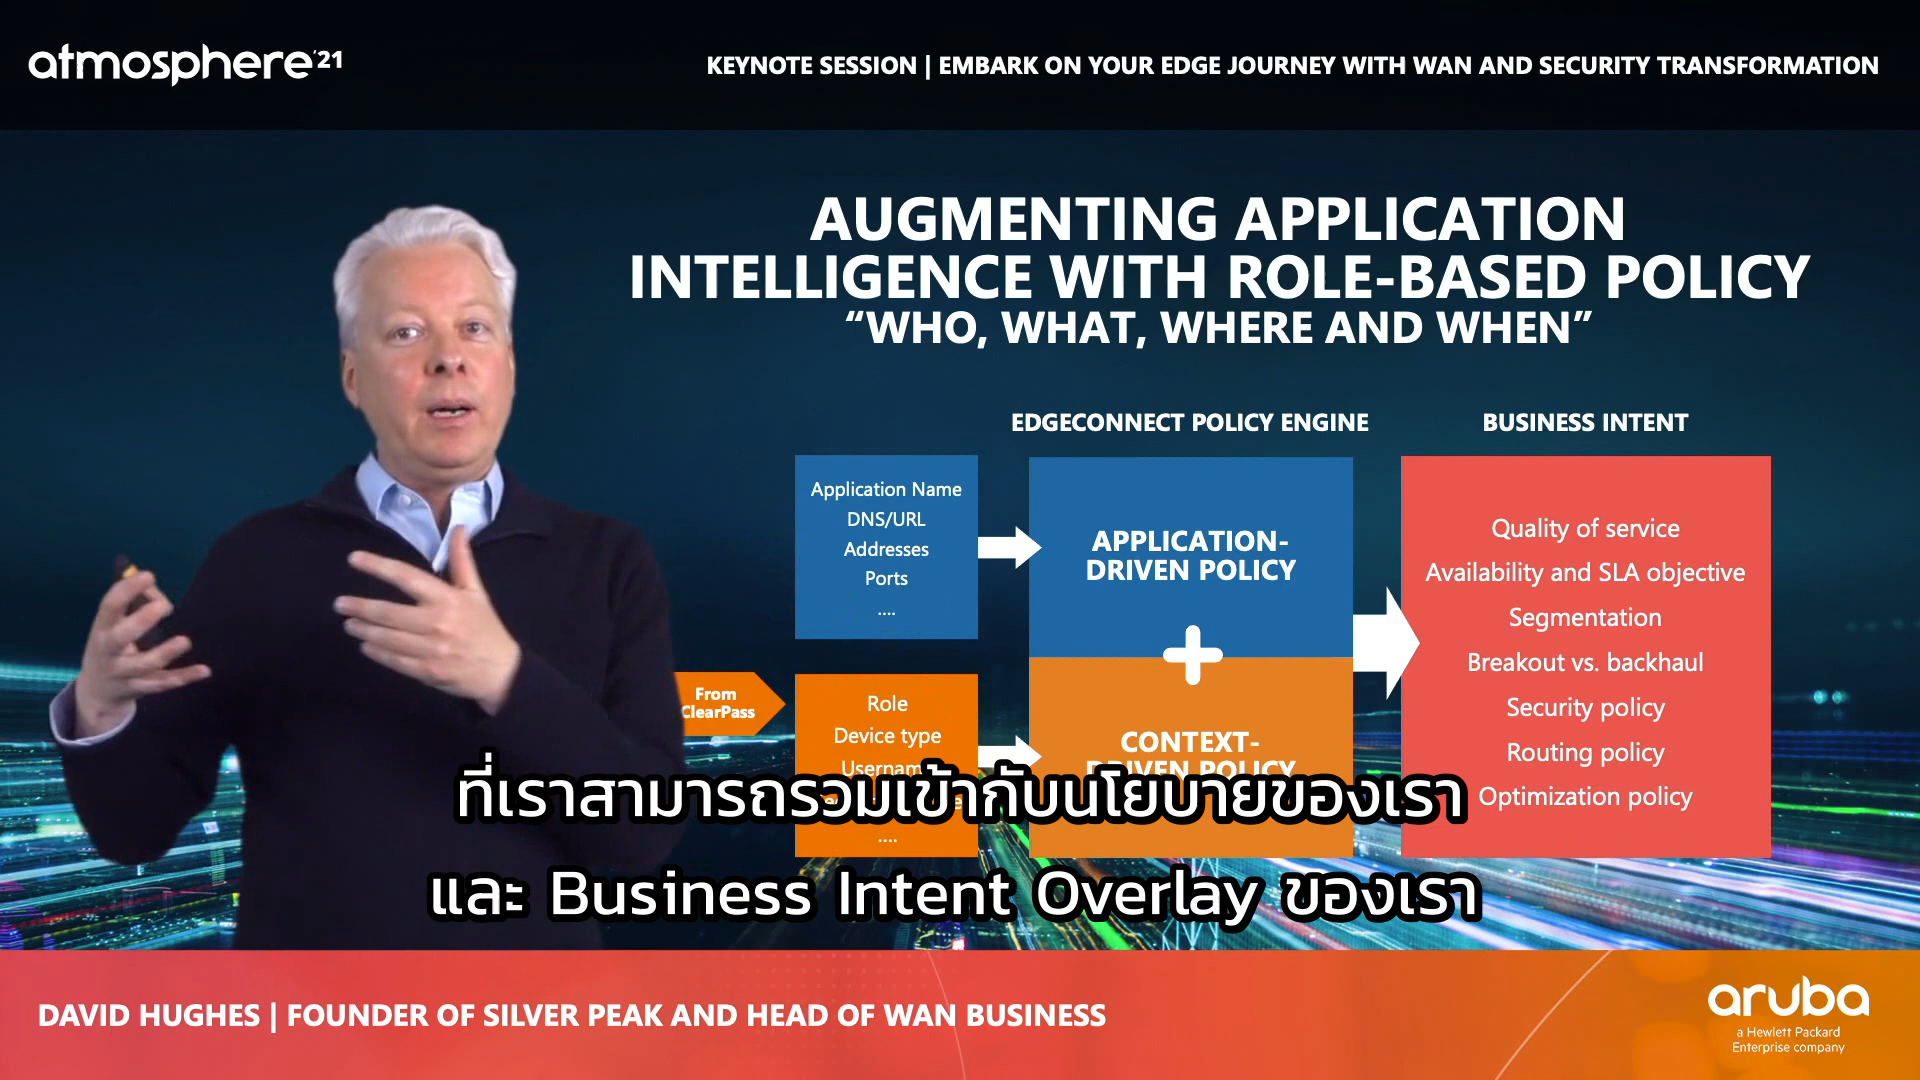 atmosphere'21
KEYNOTE SESSION | EMBARK ON YOUR EDGE JOURNEY WITH WAN AND SECURITY TRANSFORMATION
AUGMENTING APPLICATION
INTELLIGENCE WITH ROLE-BASED POLICY
“WHO, WHAT, WHERE AND WHEN”
EDGECONNECT POLICY ENGINE
BUSINESS INTENT
Application Name
DNS/URL
Addresses
Ports
....
APPLICATION-
DRIVEN POLICY
+
From
ClearPass
Role
Device type
Username
....
CONTEXT-
DRIVEN POLICY
Quality of service
Availability and SLA objective
Segmentation
Breakout vs. backhaul
Security policy
Routing policy
Optimization policy
ที่เราสามารถรวมเข้ากับนโยบายของเรา
และ Business Intent Overlay ของเรา
DAVID HUGHES | FOUNDER OF SILVER PEAK AND HEAD OF WAN BUSINESS
aruba
a Hewlett Packard
Enterprise company